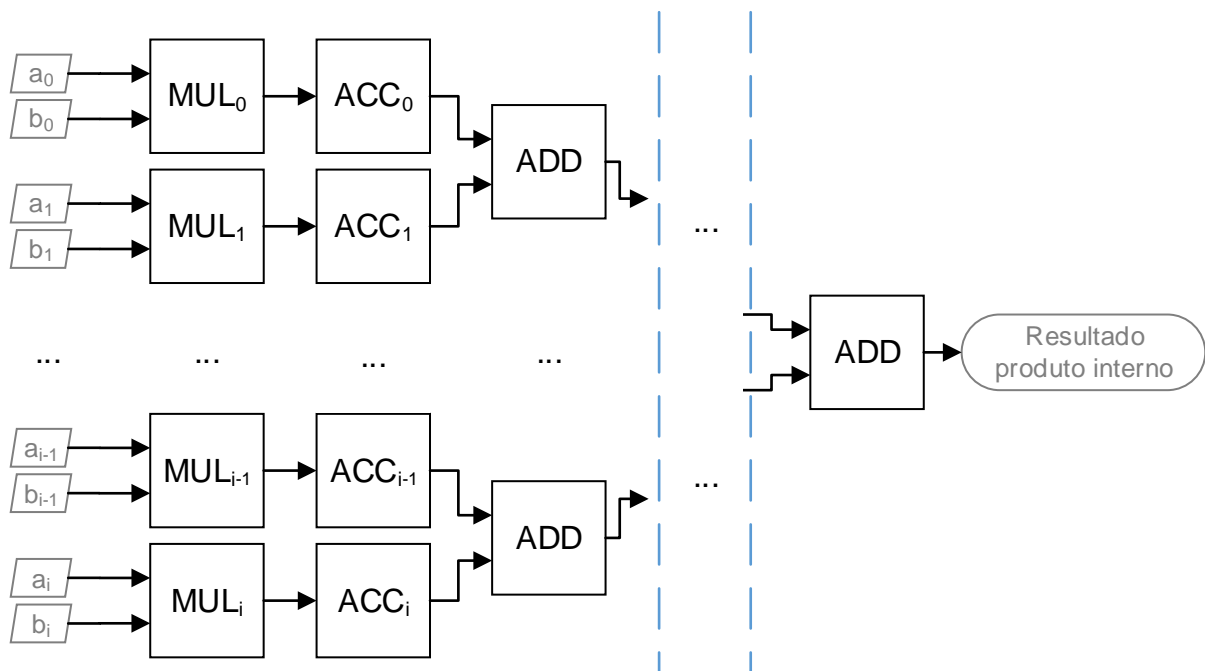 a0
b0
MUL0
ACC0
ADD
a1
b1
MUL1
ACC1
...
... ... ... ...
ADD
Resultado
produto interno
ai-1
bi-1
MULi-1
ACCi-1
ADD
...
ai
bi
MULi
ACCi